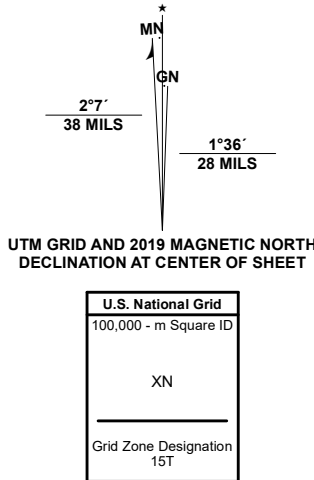 ★
MN
GN
2°7´
38 MILS
1°36´
28 MILS
UTM GRID AND 2019 MAGNETIC NORTH
DECLINATION AT CENTER OF SHEET
U.S. National Grid
100,000 - m Square ID
XN
Grid Zone Designation
15T